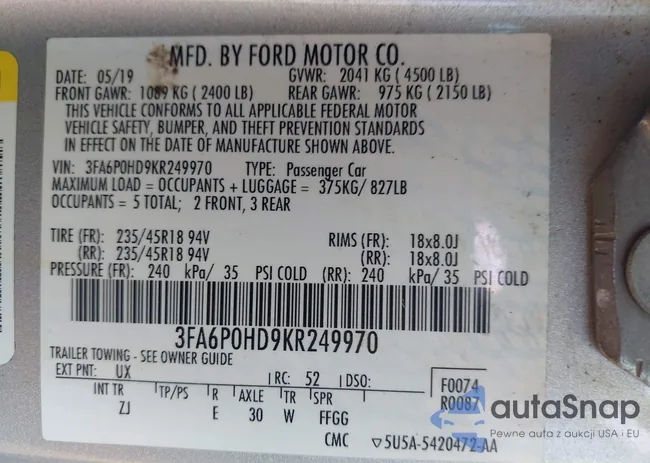 MFD. BY FORD MOTOR CO.
DATE: 05/19 GVWR: 2041 KG ( 4500 LB)
FRONT GAWR: 1089 KG ( 2400 LB) REAR GAWR: 975 KG ( 2150 LB)
THIS VEHICLE CONFORMS TO ALL APPLICABLE FEDERAL MOTOR
VEHICLE SAFETY, BUMPER, AND THEFT PREVENTION STANDARDS
IN EFFECT ON THE DATE OF MANUFACTURE SHOWN ABOVE.
VIN: 3FA6P0HD9KR249970 TYPE: Passenger Car
MAXIMUM LOAD = OCCUPANTS + LUGGAGE = 375KG/ 827LB
OCCUPANTS = 5 TOTAL; 2 FRONT, 3 REAR
TIRE (FR): 235/45R18 94V RIMS (FR): 18x8.0J
(RR): 235/45R18 94V (RR): 18x8.0J
PRESSURE (FR): 240 kPa/ 35 PSI COLD (RR): 240 kPa/ 35 PSI COLD
3FA6P0HD9KR249970
TRAILER TOWING - SEE OWNER GUIDE
EXT PNT: UX RC: 52 DSO: F0074
INT TR TP/PS R AXLE TR SPR R0087
ZJ E 30 W FFGG
CMC ▽5U5A-5420472-AA
autaSnap
Pewne auta z aukcji USA i EU